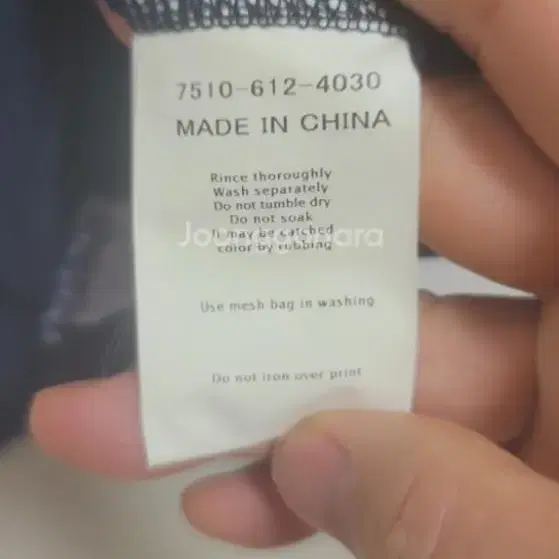 7510-612-4030
MADE IN CHINA
Rince thoroughly
Wash separately
Do not tumble dry
Do not soak
It may be catched
color by rubbing
Use mesh bag in washing
Do not iron over print